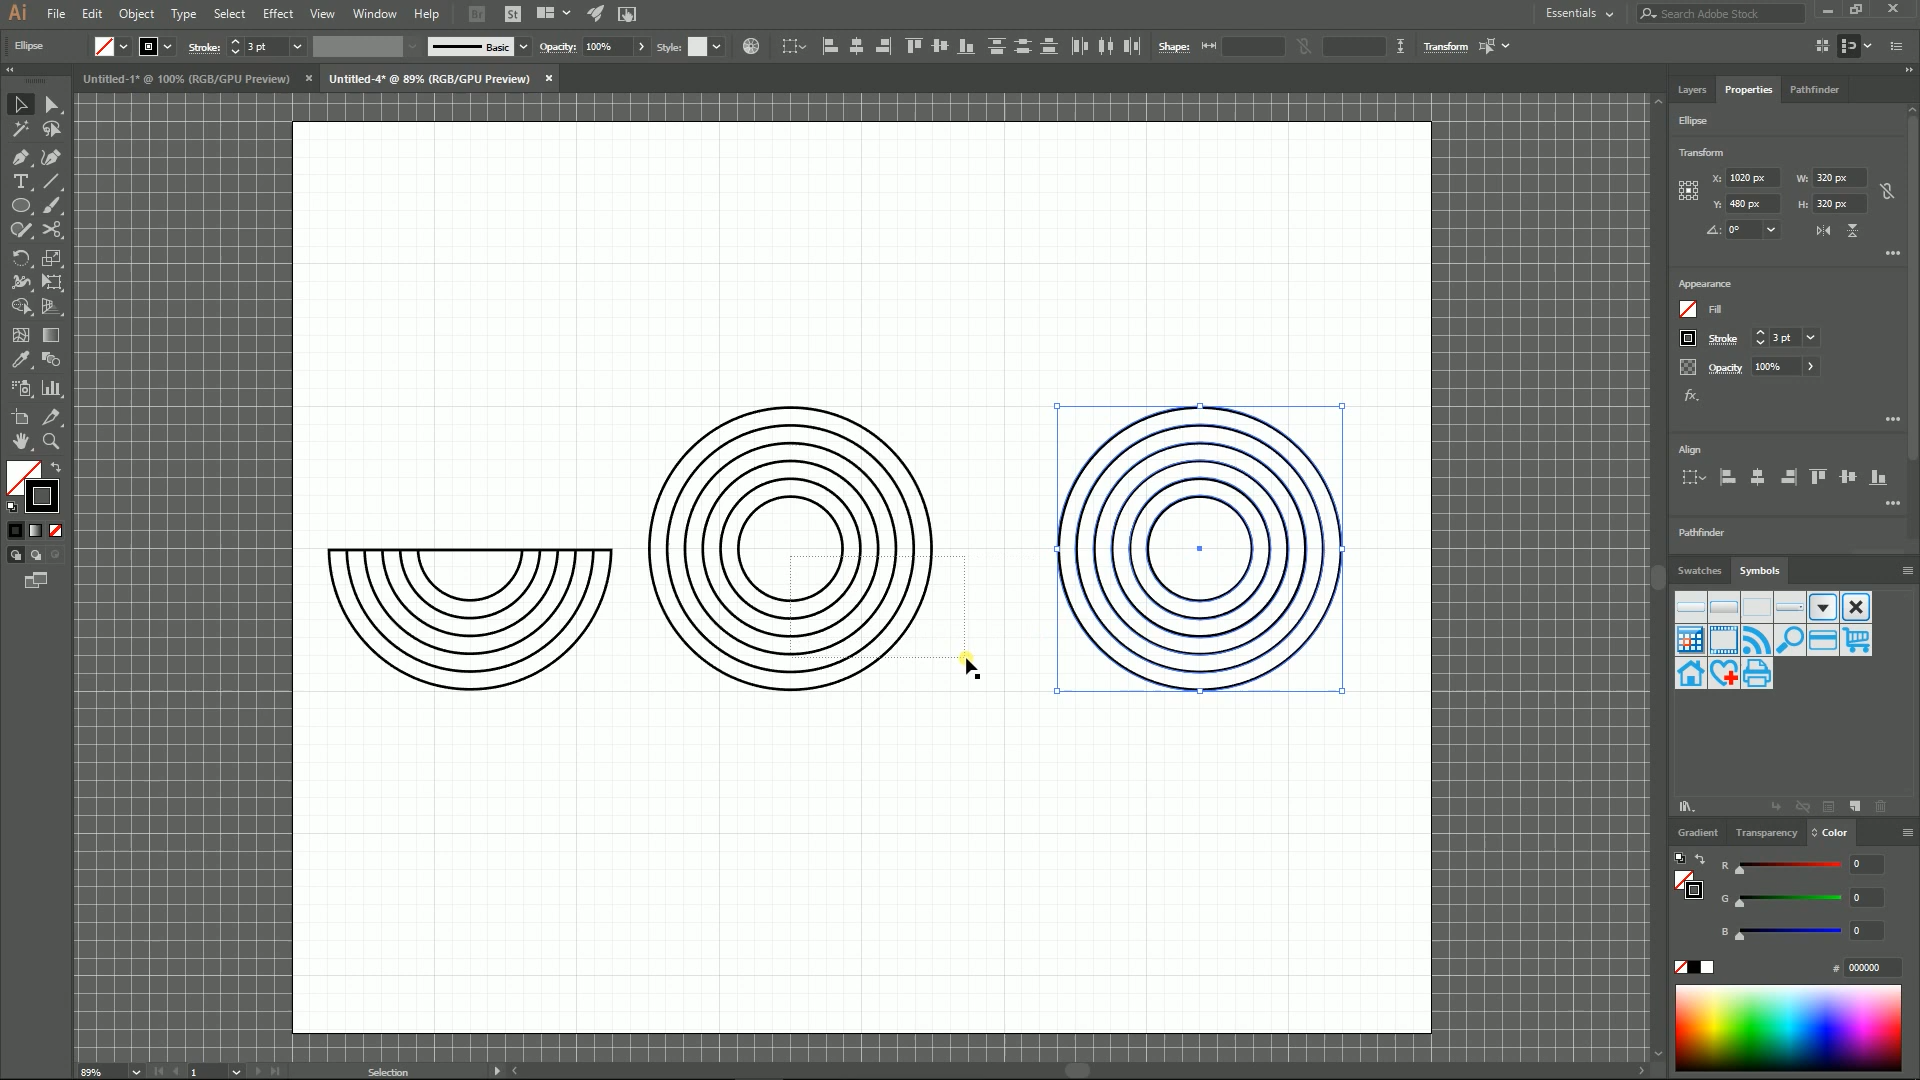 Ai File Edit Object Type Select Effect View Window Help Br St Essentials Search Adobe Stock
Ellipse Stroke: 3 pt Basic Opacity: 100% Style: Shape: Transform
Untitled-1* @ 100% (RGB/GPU Preview) × Untitled-4* @ 89% (RGB/GPU Preview) ×
Layers Properties Pathfinder
Ellipse
Transform
X: 1020 px W: 320 px
Y: 480 px H: 320 px
0°
Appearance
Fill
Stroke 3 pt
Opacity 100%
fx.
Align
Pathfinder
Swatches Symbols
Gradient Transparency Color
R 0
G 0
B 0
# 000000
89% 1 Selection